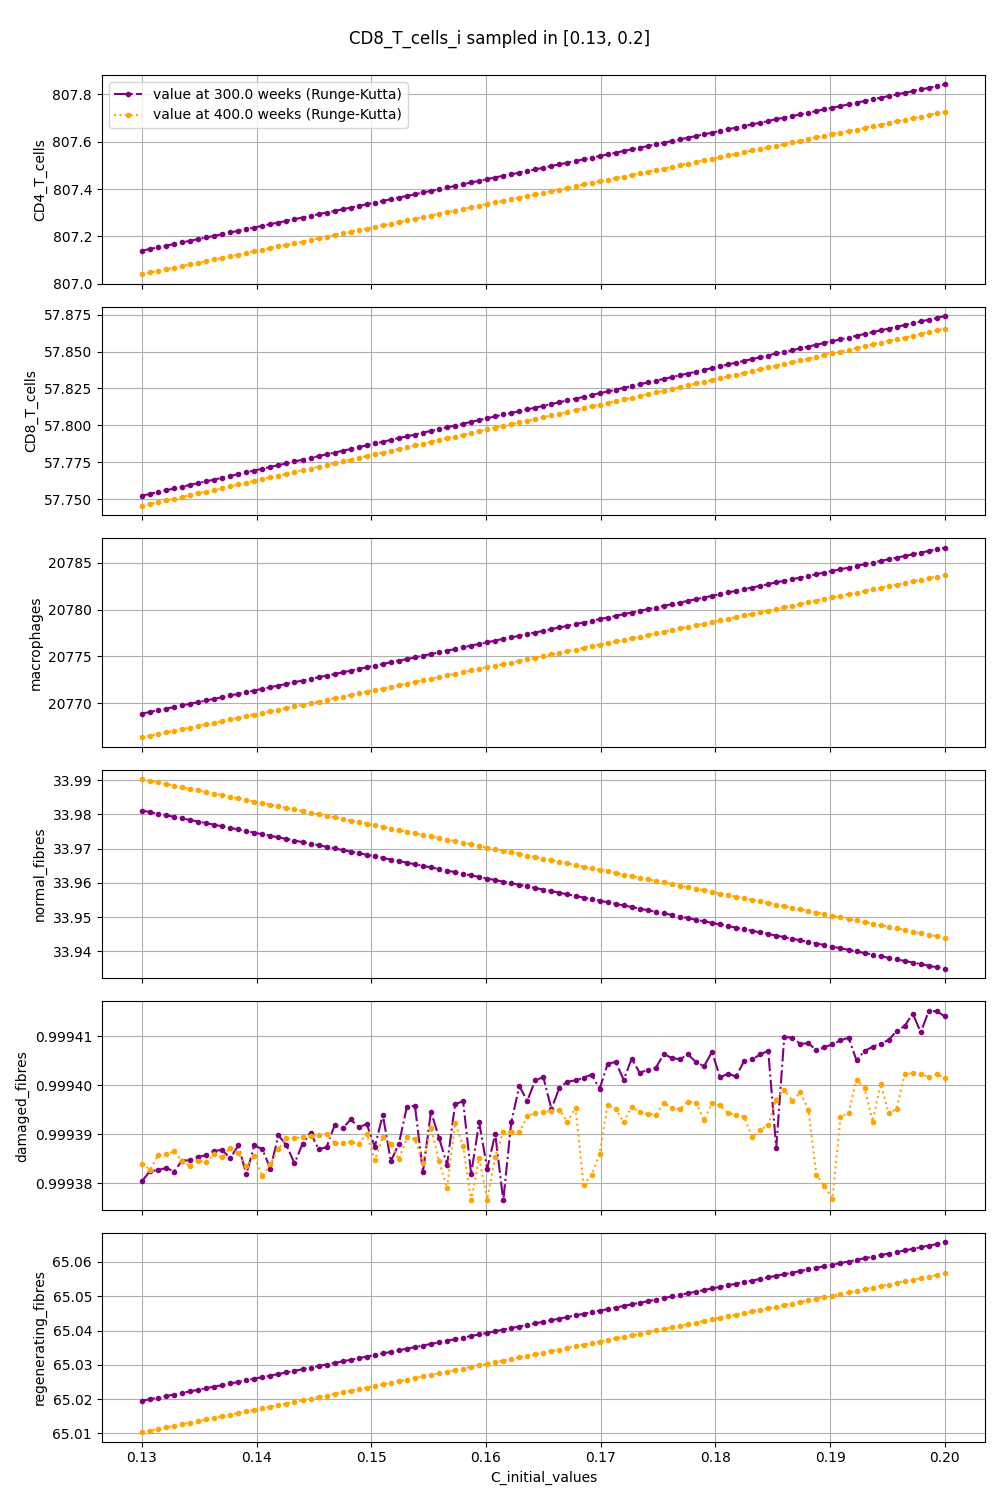 CD8_T_cells_i sampled in [0.13, 0.2]
value at 300.0 weeks (Runge-Kutta)
value at 400.0 weeks (Runge-Kutta)
CD4_T_cells
807.8
807.6
807.4
807.2
807.0
CD8_T_cells
57.875
57.850
57.825
57.800
57.775
57.750
macrophages
20785
20780
20775
20770
normal_fibres
33.99
33.98
33.97
33.96
33.95
33.94
damaged_fibres
0.99941
0.99940
0.99939
0.99938
regenerating_fibres
65.06
65.05
65.04
65.03
65.02
65.01
0.13 0.14 0.15 0.16 0.17 0.18 0.19 0.20
C_initial_values